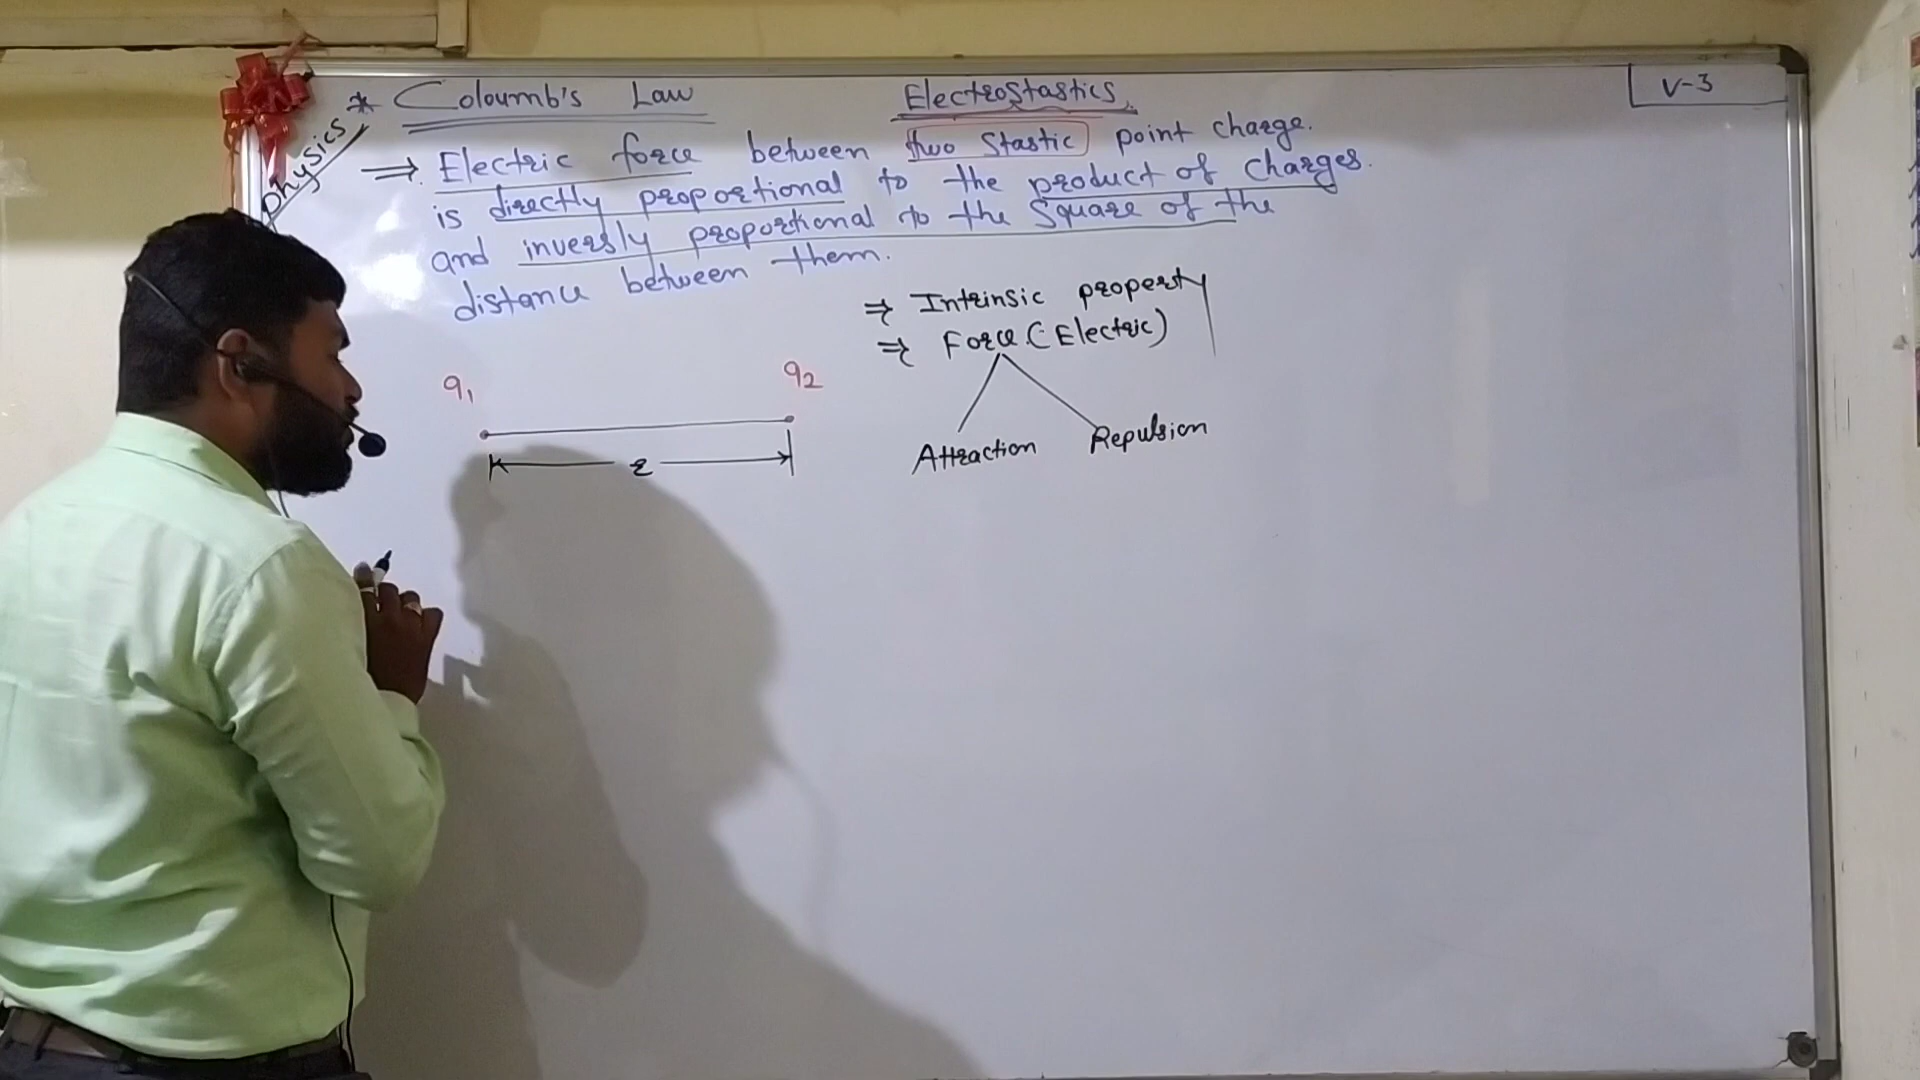 * Coloumb's Law
Electrostastics
V-3
Physics
⇒ Electric force between two Stastic point charge.
is directly proportional to the product of charges.
and inversly proportional to the square of the
distance between them.
⇒ Intrinsic property
⇒ Force (Electric)
q1
q2
r
Attraction
Repulsion